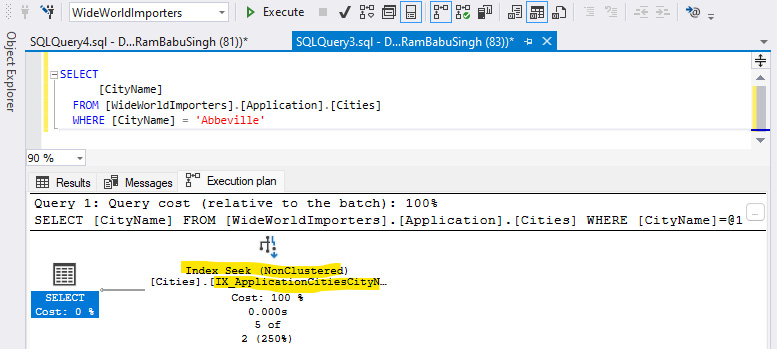 WideWorldImporters Execute
SQLQuery4.sql - D...RamBabuSingh (81))* SQLQuery3.sql - D...RamBabuSingh (83))*
Object Explorer
SELECT
[CityName]
FROM [WideWorldImporters].[Application].[Cities]
WHERE [CityName] = 'Abbeville'
90 %
Results Messages Execution plan
Query 1: Query cost (relative to the batch): 100%
SELECT [CityName] FROM [WideWorldImporters].[Application].[Cities] WHERE [CityName]=@1
...
Index Seek (NonClustered)
[Cities].[IX_ApplicationCitiesCityN…
SELECT
Cost: 0 %
Cost: 100 %
0.000s
5 of
2 (250%)